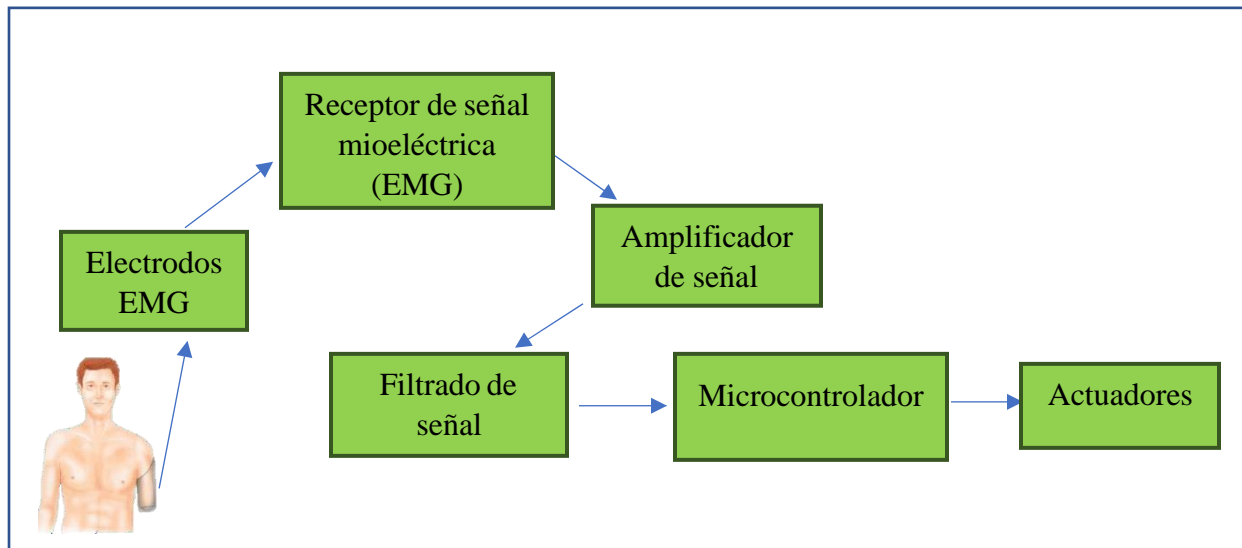 Receptor de señal
mioeléctrica
(EMG)
Electrodos
EMG
Amplificador
de señal
Filtrado de
señal
Microcontrolador
Actuadores